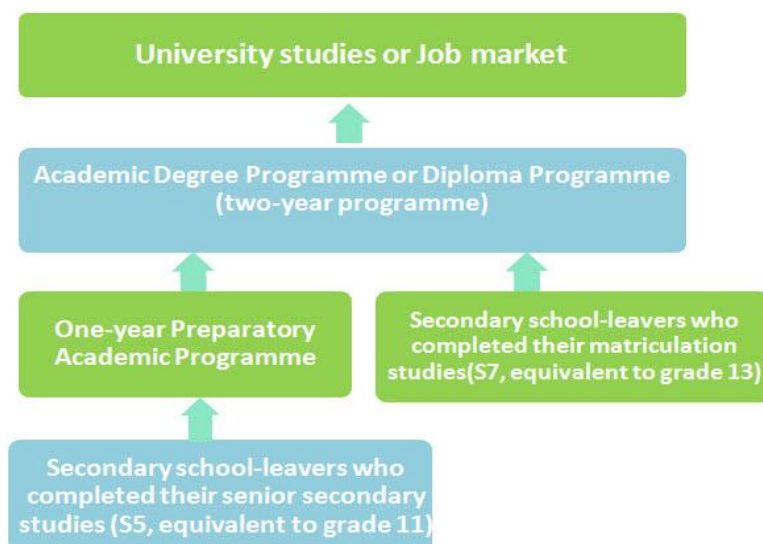 University studies or Job market
Academic Degree Programme or Diploma Programme
(two-year programme)
One-year Preparatory
Academic Programme
Secondary school-leavers who
completed their matriculation
studies(S7, equivalent to grade 13)
Secondary school-leavers who
completed their senior secondary
studies (S5, equivalent to grade 11)